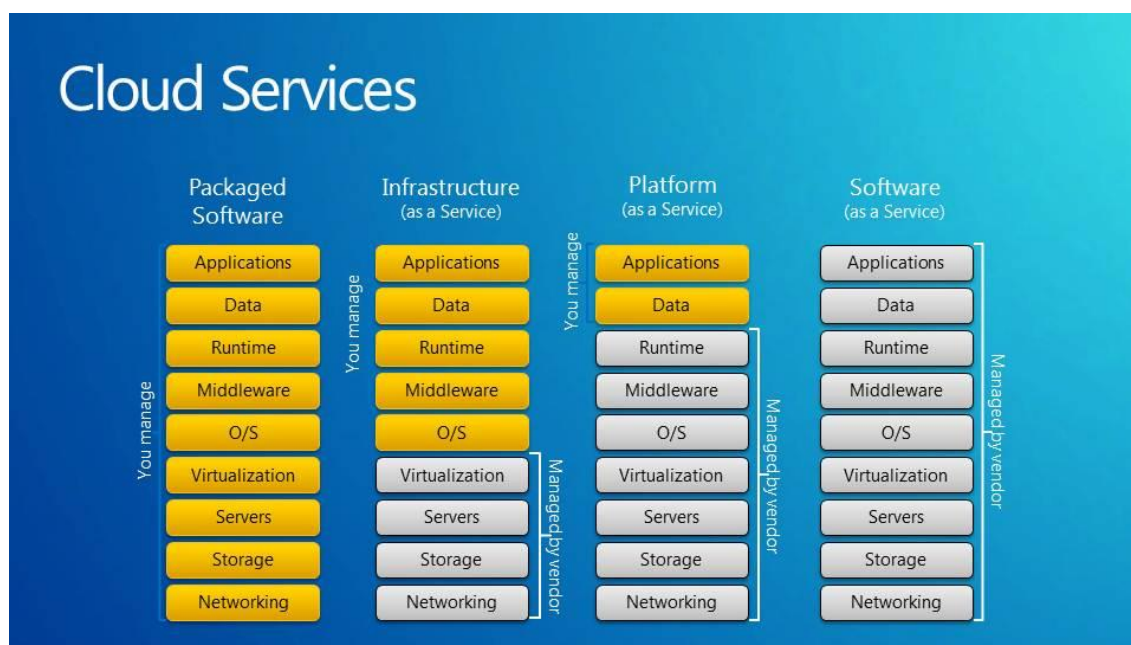 Cloud Services
Packaged
Software
You manage
Applications
Data
Runtime
Middleware
O/S
Virtualization
Servers
Storage
Networking
Infrastructure
(as a Service)
You manage
Applications
Data
Runtime
Middleware
O/S
Virtualization
Servers
Storage
Networking
Managed by vendor
Platform
(as a Service)
You manage
Applications
Data
Runtime
Middleware
O/S
Virtualization
Servers
Storage
Networking
Managed by vendor
Software
(as a Service)
Applications
Data
Runtime
Middleware
O/S
Virtualization
Servers
Storage
Networking
Managed by vendor